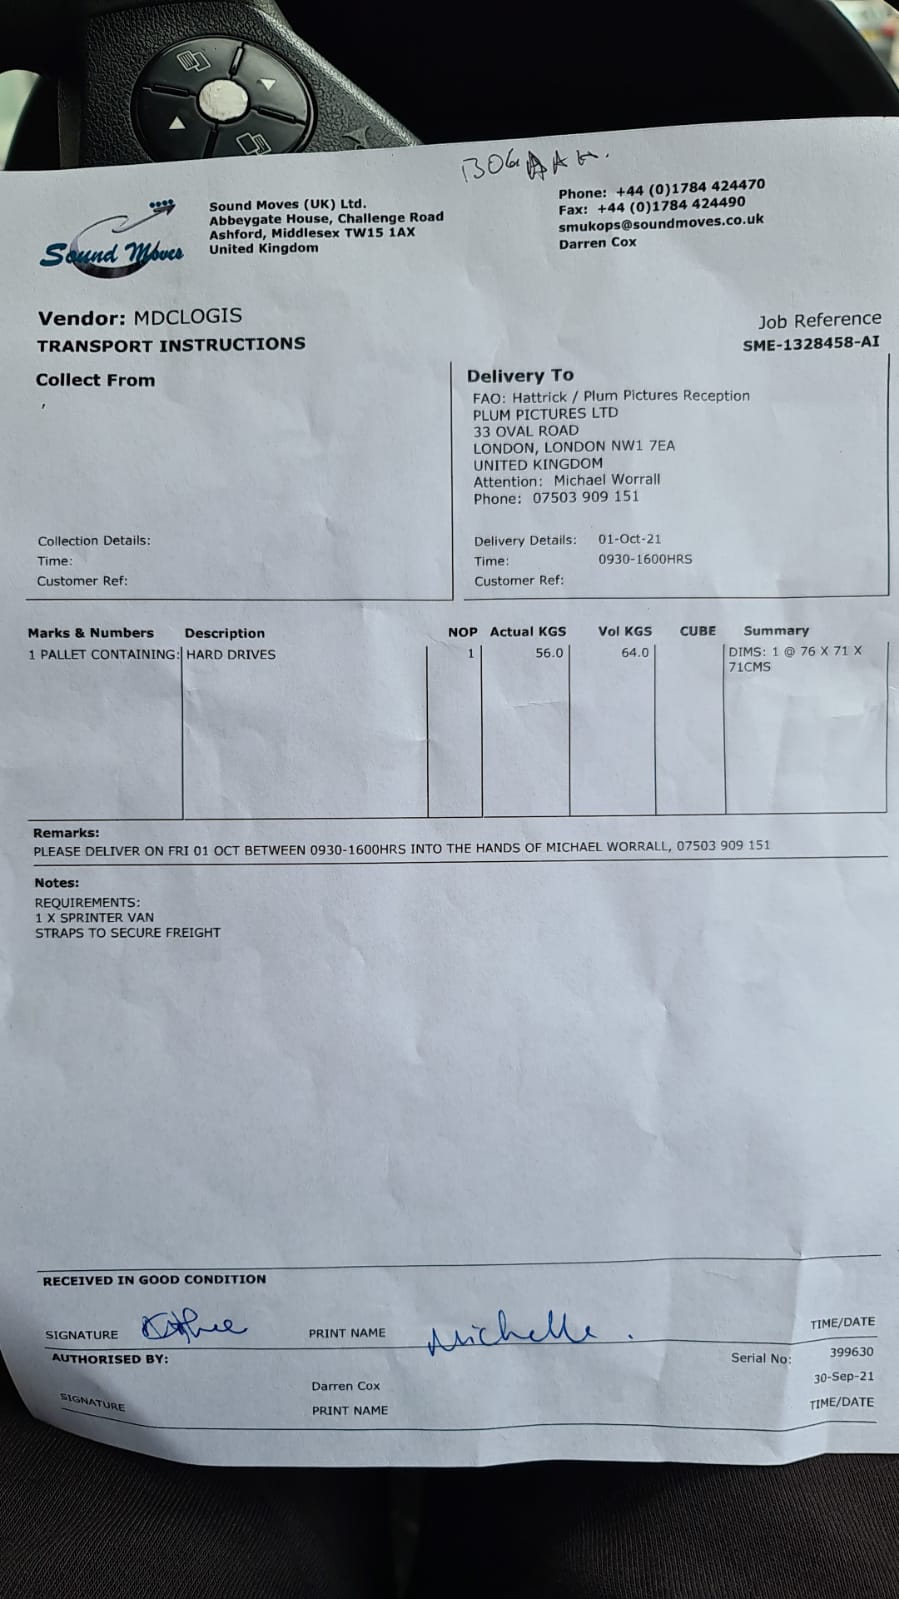 Sound Moves
Sound Moves (UK) Ltd.
Abbeygate House, Challenge Road
Ashford, Middlesex TW15 1AX
United Kingdom
Phone: +44 (0)1784 424470
Fax: +44 (0)1784 424490
smukops@soundmoves.co.uk
Darren Cox
Vendor: MDCLOGIS
TRANSPORT INSTRUCTIONS
Job Reference
SME-1328458-AI
Collect From
,
Collection Details:
Time:
Customer Ref:
Delivery To
FAO: Hattrick / Plum Pictures Reception
PLUM PICTURES LTD
33 OVAL ROAD
LONDON, LONDON NW1 7EA
UNITED KINGDOM
Attention: Michael Worrall
Phone: 07503 909 151
Delivery Details: 01-Oct-21
Time: 0930-1600HRS
Customer Ref:
Marks & Numbers Description NOP Actual KGS Vol KGS CUBE Summary
1 PALLET CONTAINING: HARD DRIVES 1 56.0 64.0 DIMS: 1 @ 76 X 71 X
71CMS
Remarks:
PLEASE DELIVER ON FRI 01 OCT BETWEEN 0930-1600HRS INTO THE HANDS OF MICHAEL WORRALL, 07503 909 151
Notes:
REQUIREMENTS:
1 X SPRINTER VAN
STRAPS TO SECURE FREIGHT
RECEIVED IN GOOD CONDITION
SIGNATURE PRINT NAME Michelle . TIME/DATE
AUTHORISED BY: Serial No: 399630
Darren Cox 30-Sep-21
SIGNATURE PRINT NAME TIME/DATE